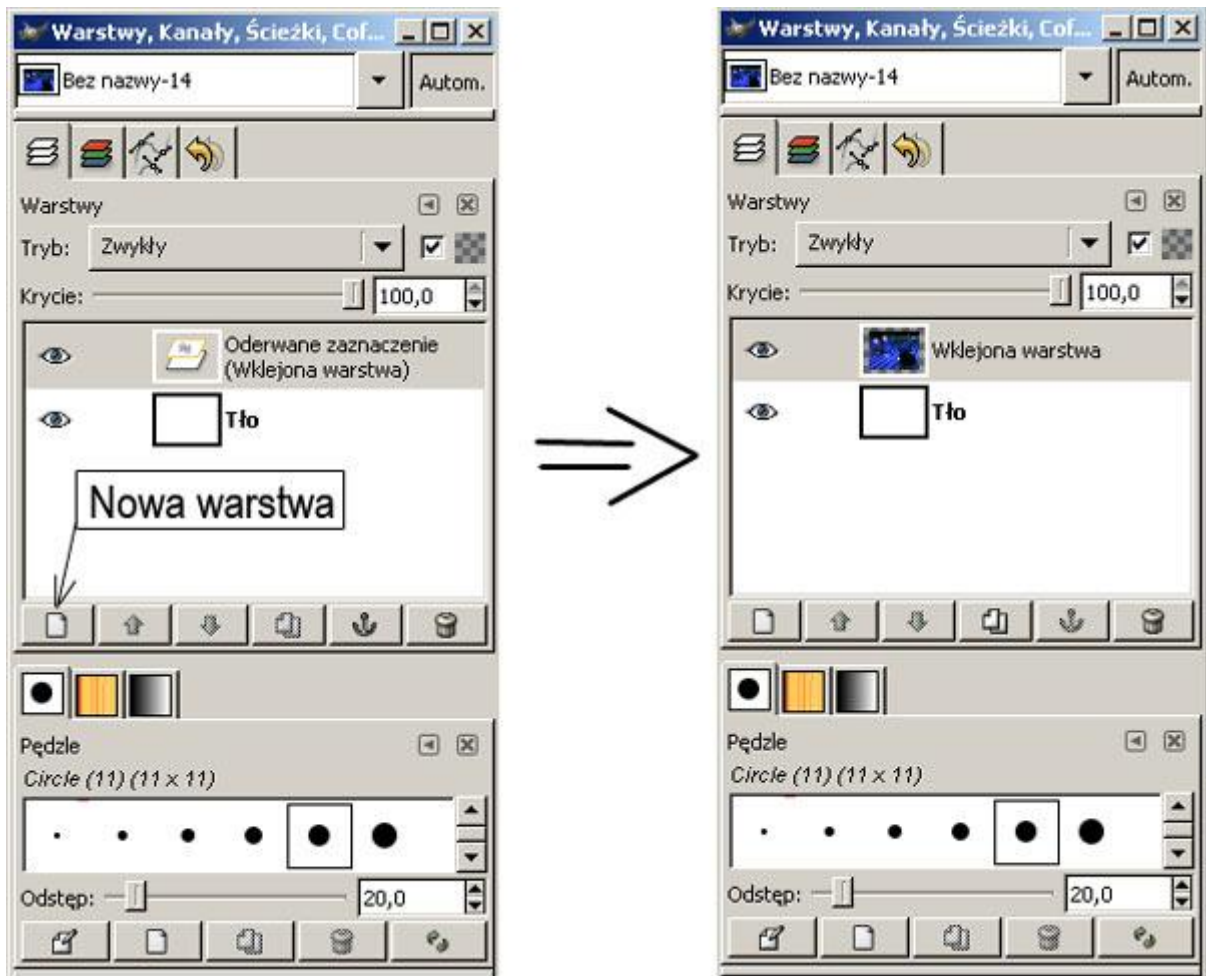 Warstwy, Kanały, Ścieżki, Cof...
Bez nazwy-14
Autom.
Warstwy
Tryb: Zwykły
Krycie: 100,0
Oderwane zaznaczenie
(Wklejona warstwa)
Tło
Nowa warstwa
Pędzle
Circle (11) (11 x 11)
Odstęp: 20,0
Warstwy, Kanały, Ścieżki, Cof...
Bez nazwy-14
Autom.
Warstwy
Tryb: Zwykły
Krycie: 100,0
Wklejona warstwa
Tło
Pędzle
Circle (11) (11 x 11)
Odstęp: 20,0